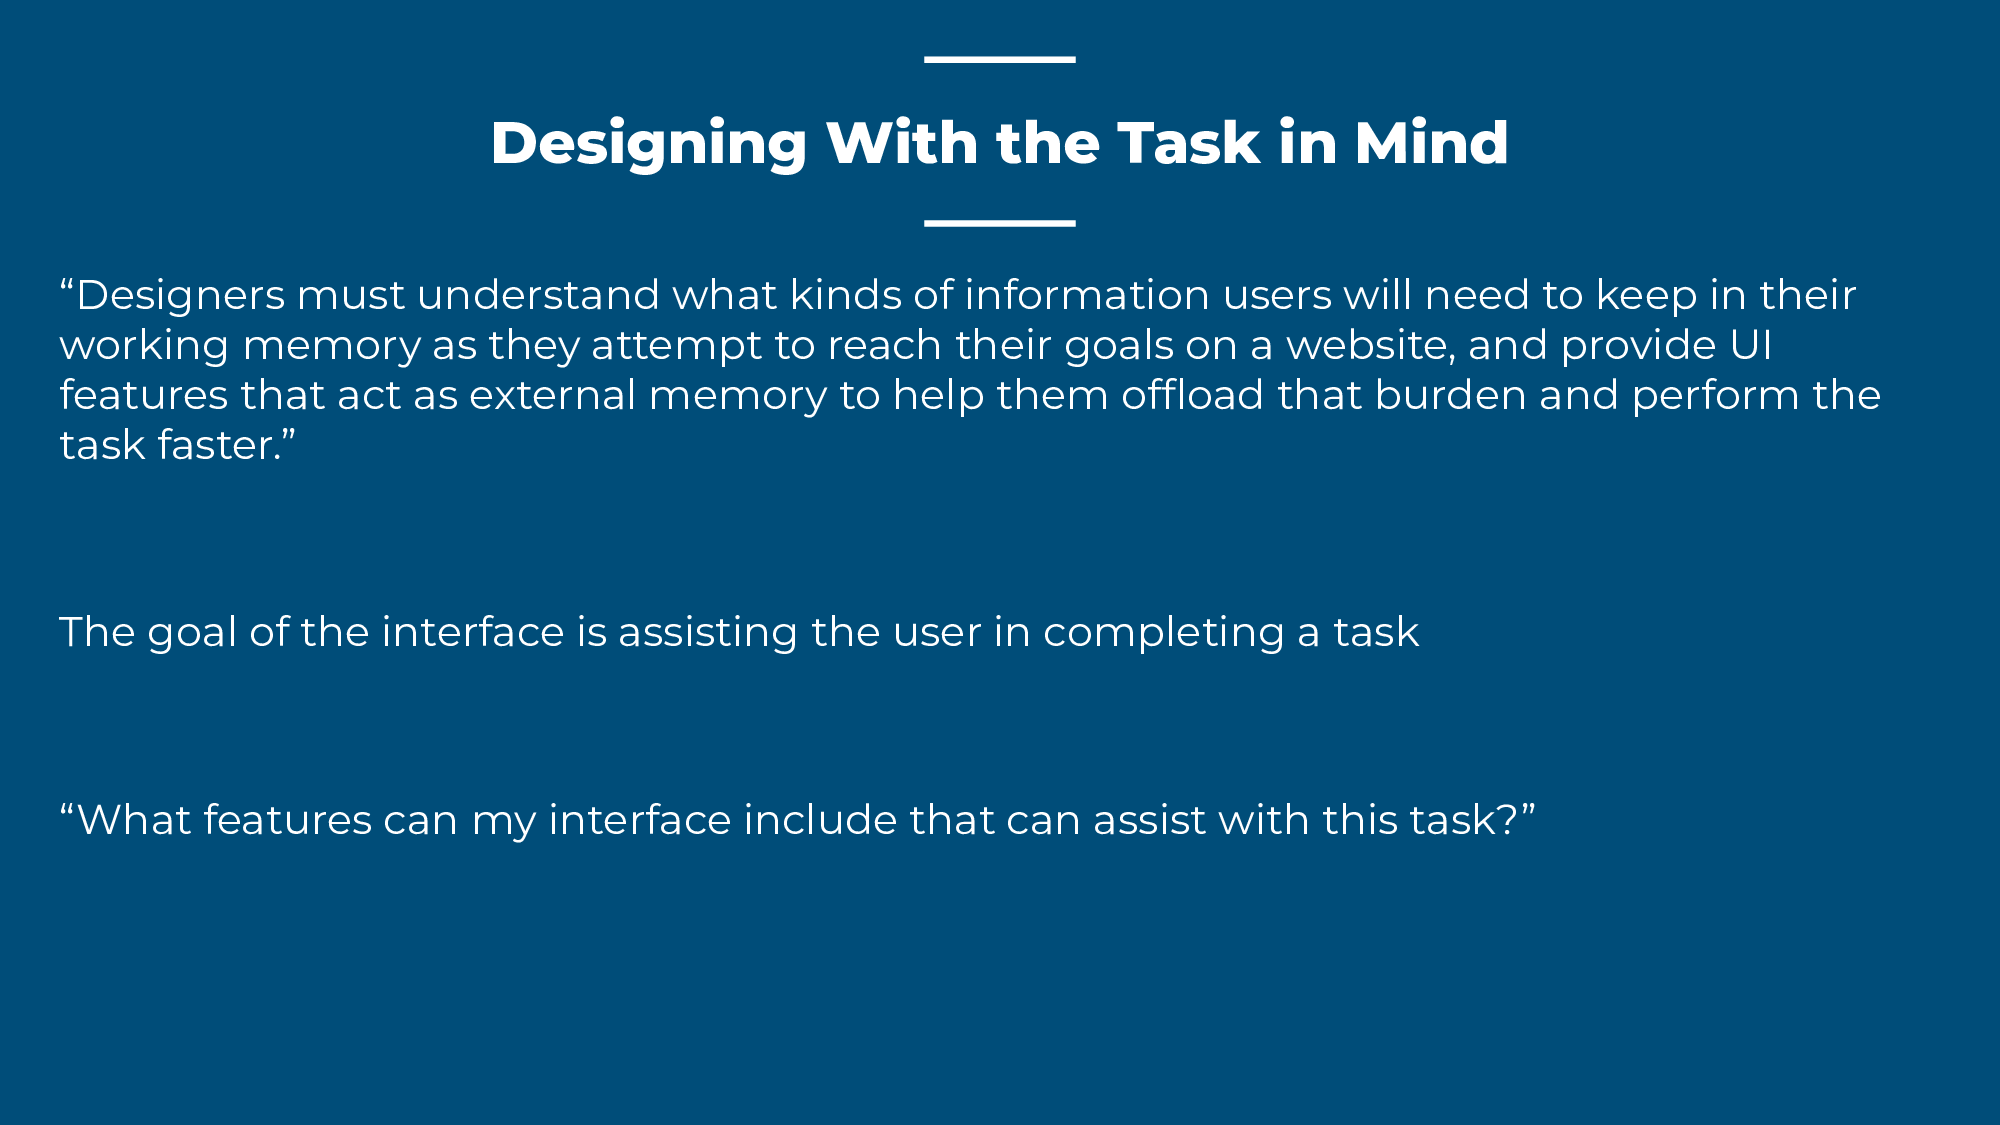 Designing With the Task in Mind
“Designers must understand what kinds of information users will need to keep in their
working memory as they attempt to reach their goals on a website, and provide UI
features that act as external memory to help them offload that burden and perform the
task faster.”
The goal of the interface is assisting the user in completing a task
“What features can my interface include that can assist with this task?”